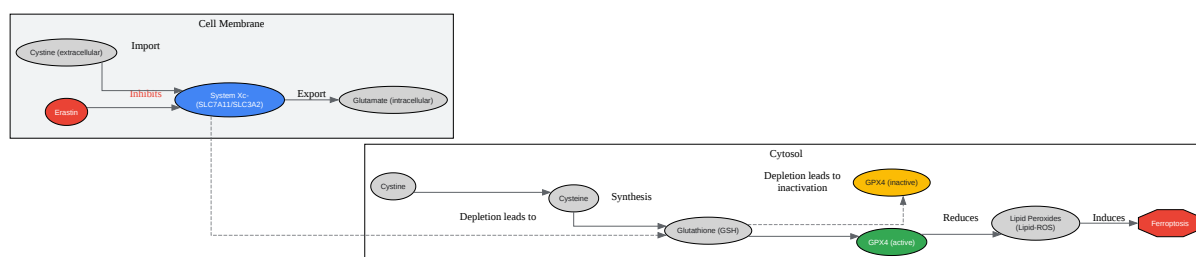 Cell Membrane
Cystine (extracellular)
Import
Erastin
Inhibits
System Xc-
(SLC7A11/SLC3A2)
Export
Glutamate (intracellular)
Cytosol
Cystine
Cysteine
Synthesis
Depletion leads to
Glutathione (GSH)
Depletion leads to
inactivation
GPX4 (inactive)
GPX4 (active)
Reduces
Lipid Peroxides
(Lipid-ROS)
Induces
Ferroptosis